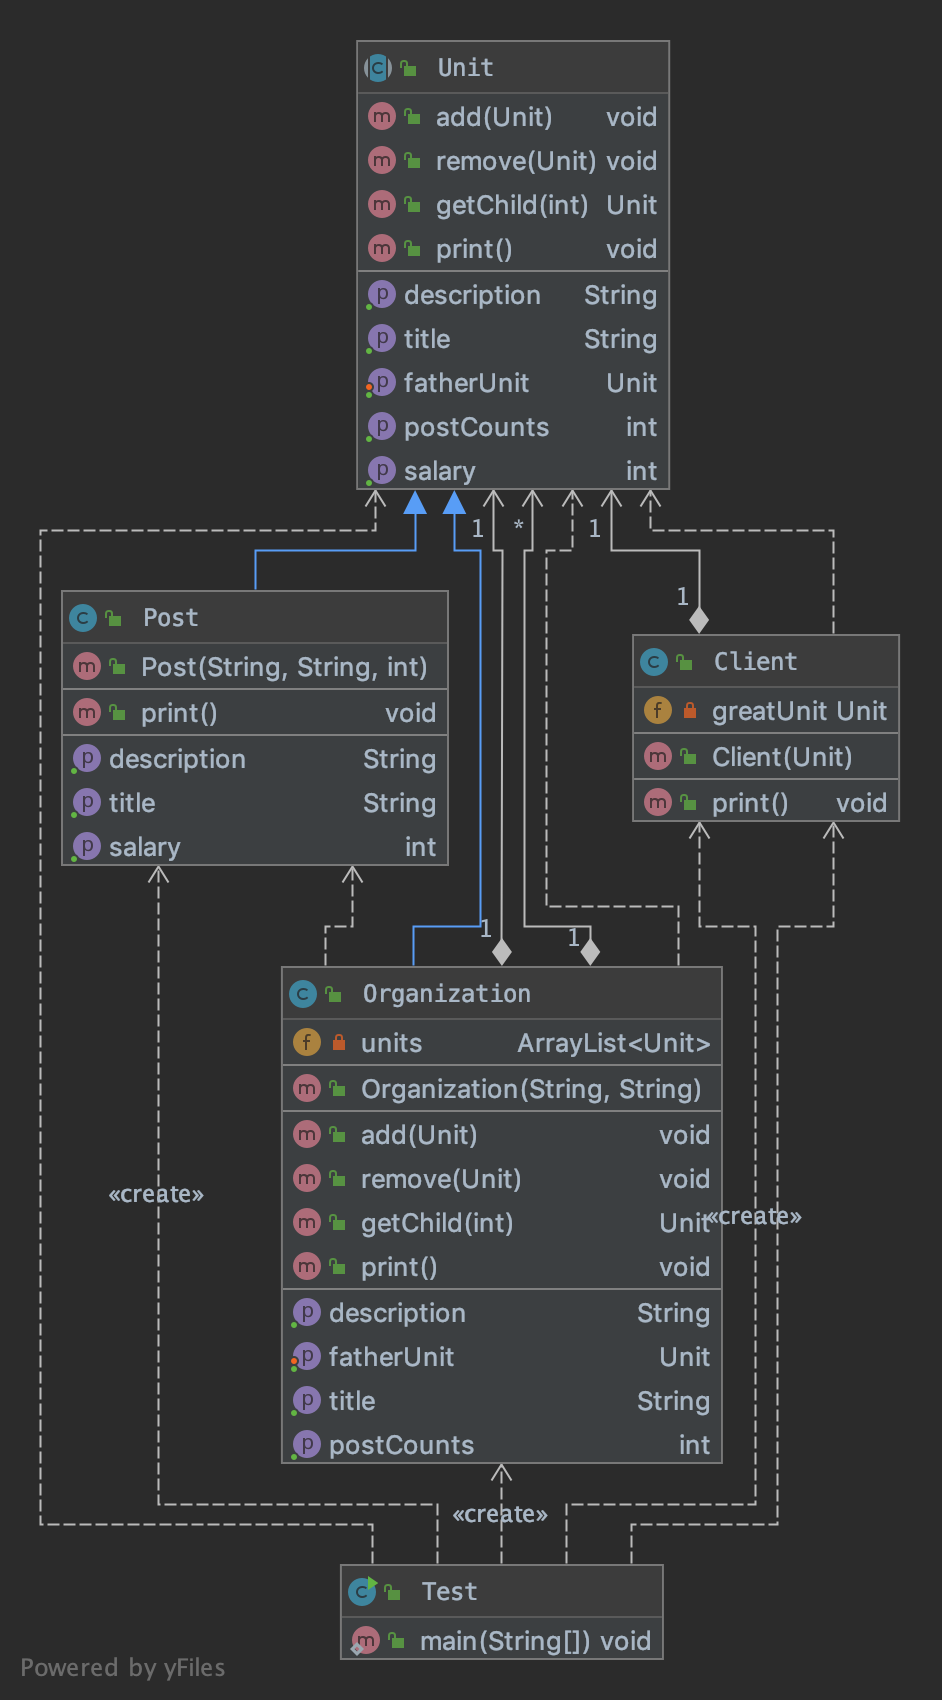 Unit
add(Unit) void
remove(Unit) void
getChild(int) Unit
print() void
description String
title String
fatherUnit Unit
postCounts int
salary int
1 * 1
1
Post
Post(String, String, int)
print() void
description String
title String
salary int
Client
greatUnit Unit
Client(Unit)
print() void
1 1
Organization
units ArrayList<Unit>
Organization(String, String)
add(Unit) void
remove(Unit) void
getChild(int) Unit
print() void
description String
fatherUnit Unit
title String
postCounts int
«create»
«create»
«create»
Test
main(String[]) void
Powered by yFiles